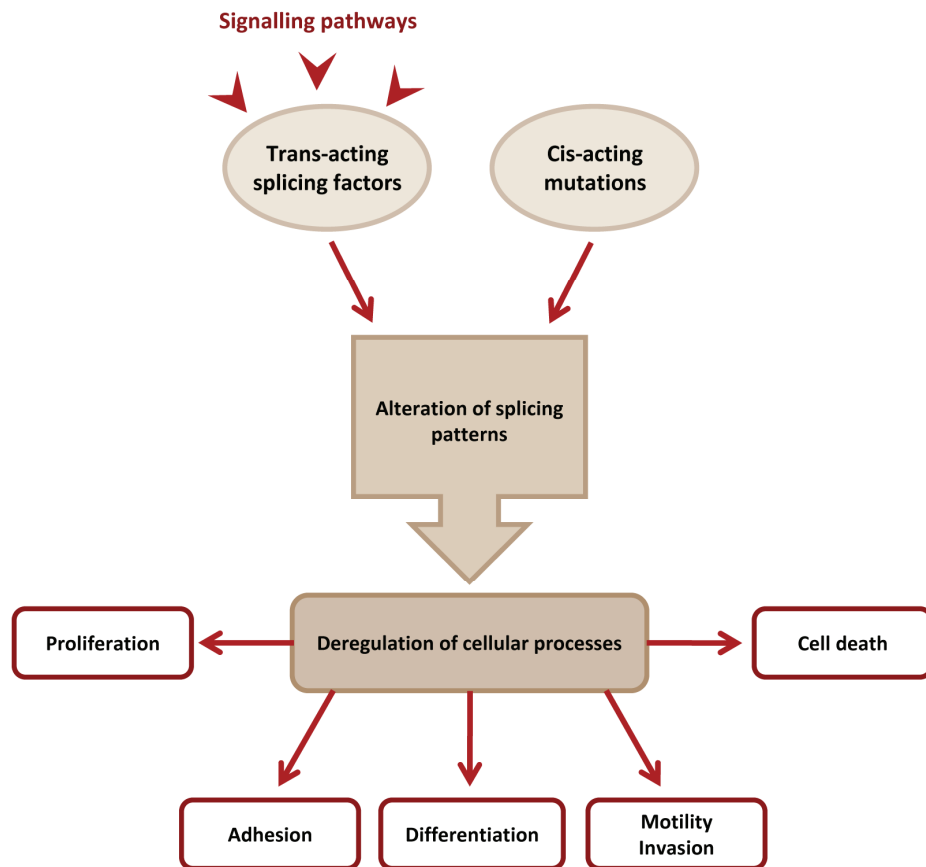 Signalling pathways
Trans-acting
splicing factors
Cis-acting
mutations
Alteration of splicing
patterns
Deregulation of cellular processes
Proliferation
Cell death
Adhesion
Differentiation
Motility
Invasion